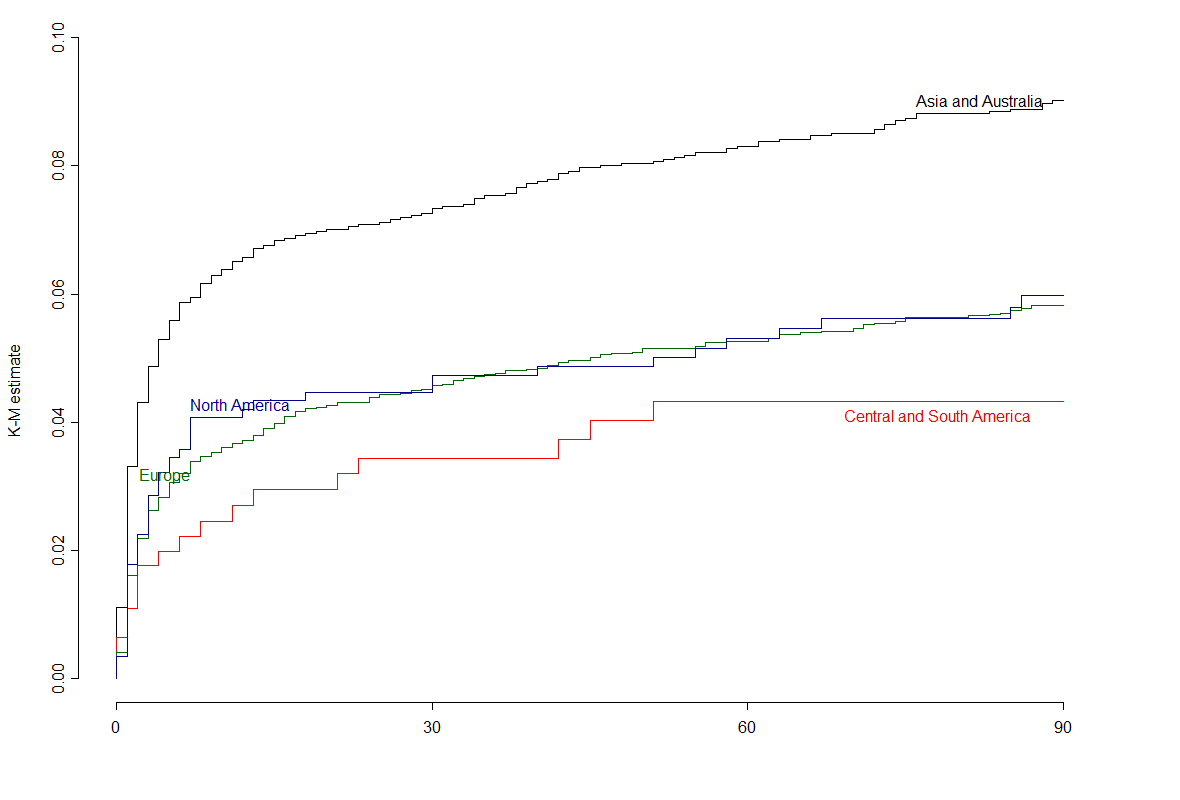 0.10
Asia and Australia
0.08
0.06
K-M estimate
North America
0.04
Central and South America
Europe
0.02
0.00
0 30 60 90